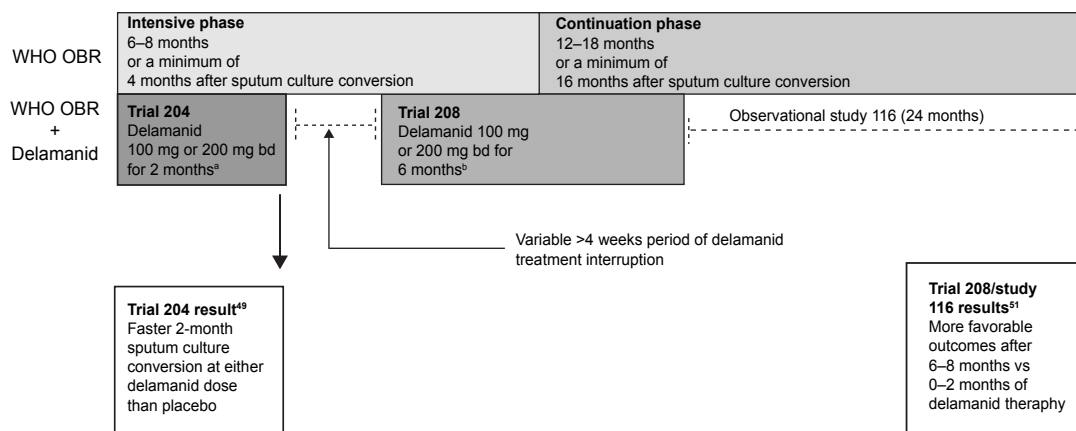 WHO OBR
Intensive phase
6–8 months
or a minimum of
4 months after sputum culture conversion
Continuation phase
12–18 months
or a minimum of
16 months after sputum culture conversion
WHO OBR
+
Delamanid
Trial 204
Delamanid
100 mg or 200 mg bd
for 2 monthsᵃ
Trial 208
Delamanid 100 mg
or 200 mg bd for
6 monthsᵇ
Observational study 116 (24 months)
Variable >4 weeks period of delamanid
treatment interruption
Trial 204 result⁴⁹
Faster 2-month
sputum culture
conversion at either
delamanid dose
than placebo
Trial 208/study
116 results⁵¹
More favorable
outcomes after
6–8 months vs
0–2 months of
delamanid theraphy